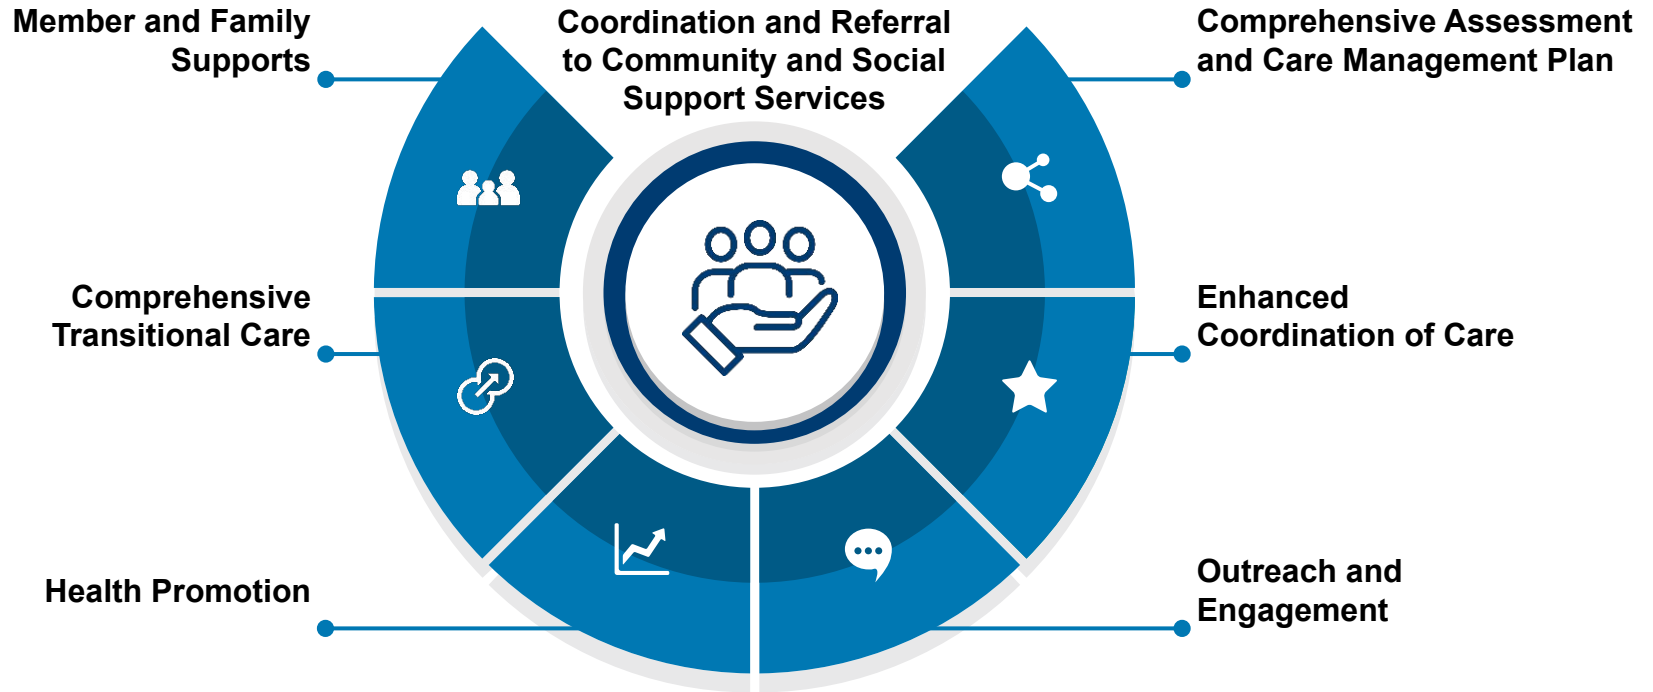 Member and Family
Supports
Coordination and Referral
to Community and Social
Support Services
Comprehensive Assessment
and Care Management Plan
Comprehensive
Transitional Care
Enhanced
Coordination of Care
Health Promotion
Outreach and
Engagement